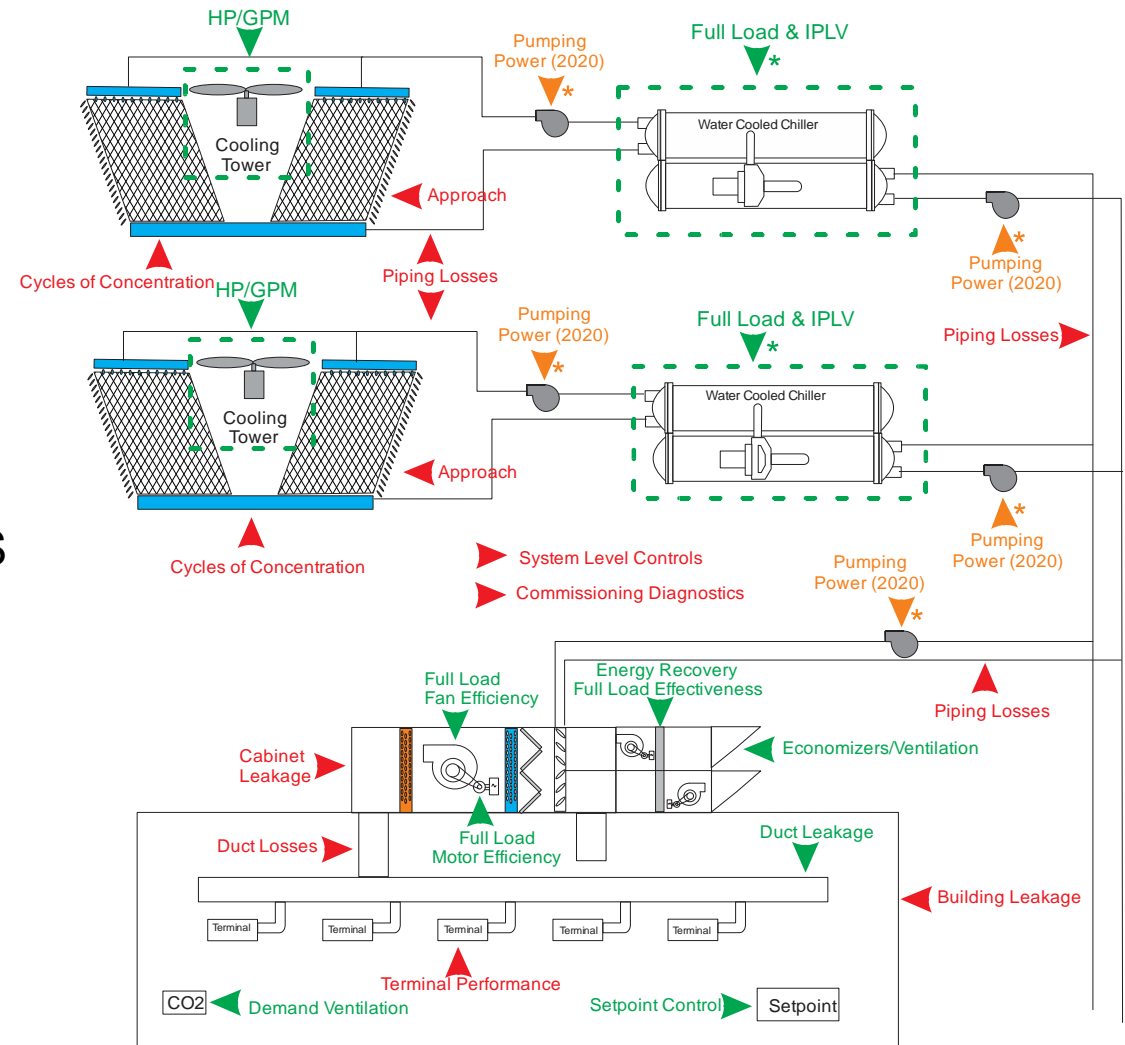 HP/GPM
Pumping
Power (2020)
*
Full Load & IPLV
*
Water Cooled Chiller
Cooling
Tower
Approach
*
Pumping
Power (2020)
Cycles of Concentration
Piping Losses
HP/GPM
Pumping
Power (2020)
*
Full Load & IPLV
*
Piping Losses
Water Cooled Chiller
Cooling
Tower
Approach
*
Pumping
Power (2020)
S
Cycles of Concentration
System Level Controls
Commissioning Diagnostics
Pumping
Power (2020)
*
Full Load
Fan Efficiency
Energy Recovery
Full Load Effectiveness
Piping Losses
Cabinet
Leakage
Economizers/Ventilation
Duct Losses
Full Load
Motor Efficiency
Duct Leakage
Building Leakage
Terminal
Terminal
Terminal
Terminal
Terminal
Terminal Performance
CO2
Demand Ventilation
Setpoint Control
Setpoint